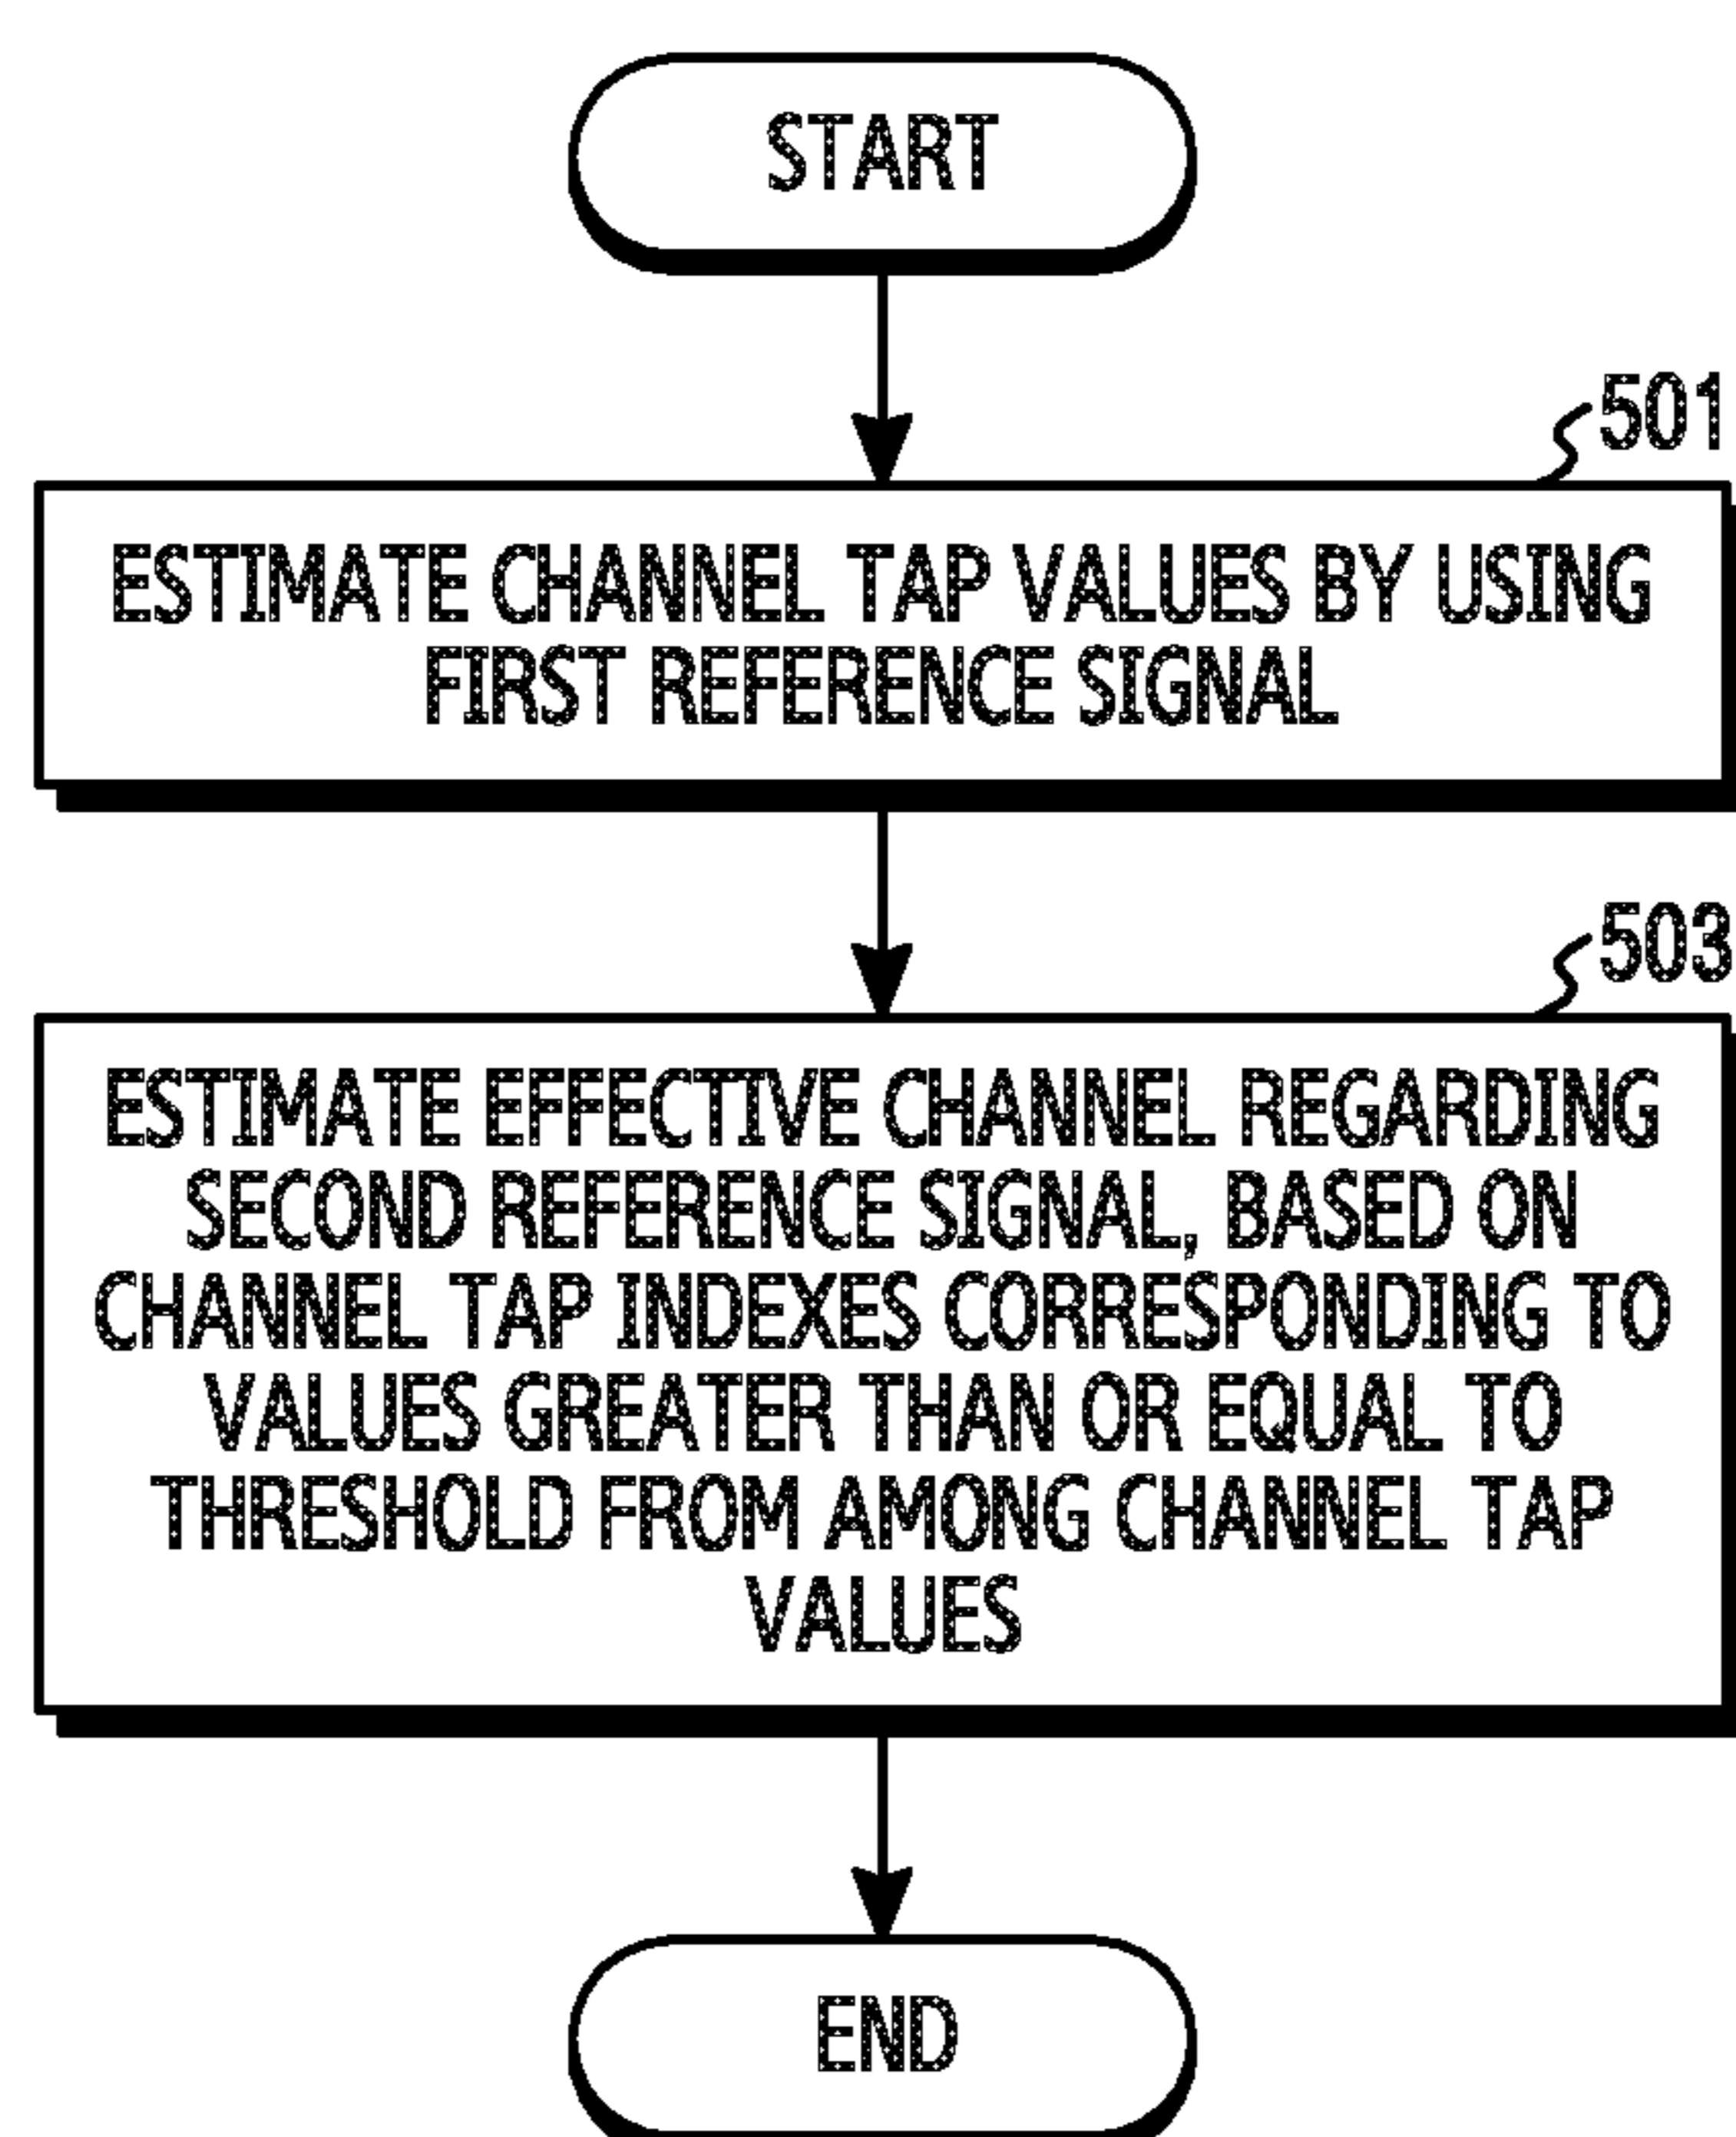 START
501
ESTIMATE CHANNEL TAP VALUES BY USING
FIRST REFERENCE SIGNAL
503
ESTIMATE EFFECTIVE CHANNEL REGARDING
SECOND REFERENCE SIGNAL, BASED ON
CHANNEL TAP INDEXES CORRESPONDING TO
VALUES GREATER THAN OR EQUAL TO
THRESHOLD FROM AMONG CHANNEL TAP
VALUES
END